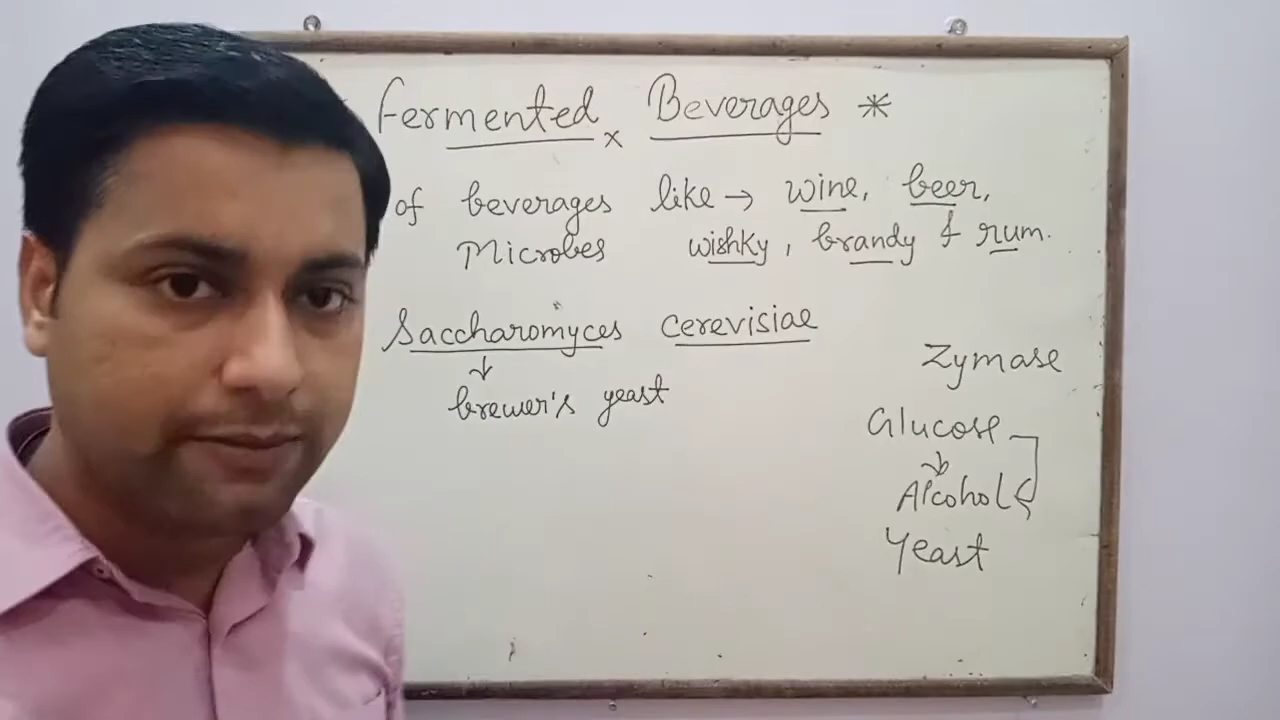 Fermented Beverages *
of beverages like → wine, beer,
Microbes wishky, brandy & rum.
Saccharomyces cerevisiae
↓
brewer's yeast
Zymase
Glucose
↓
Alcohol
Yeast